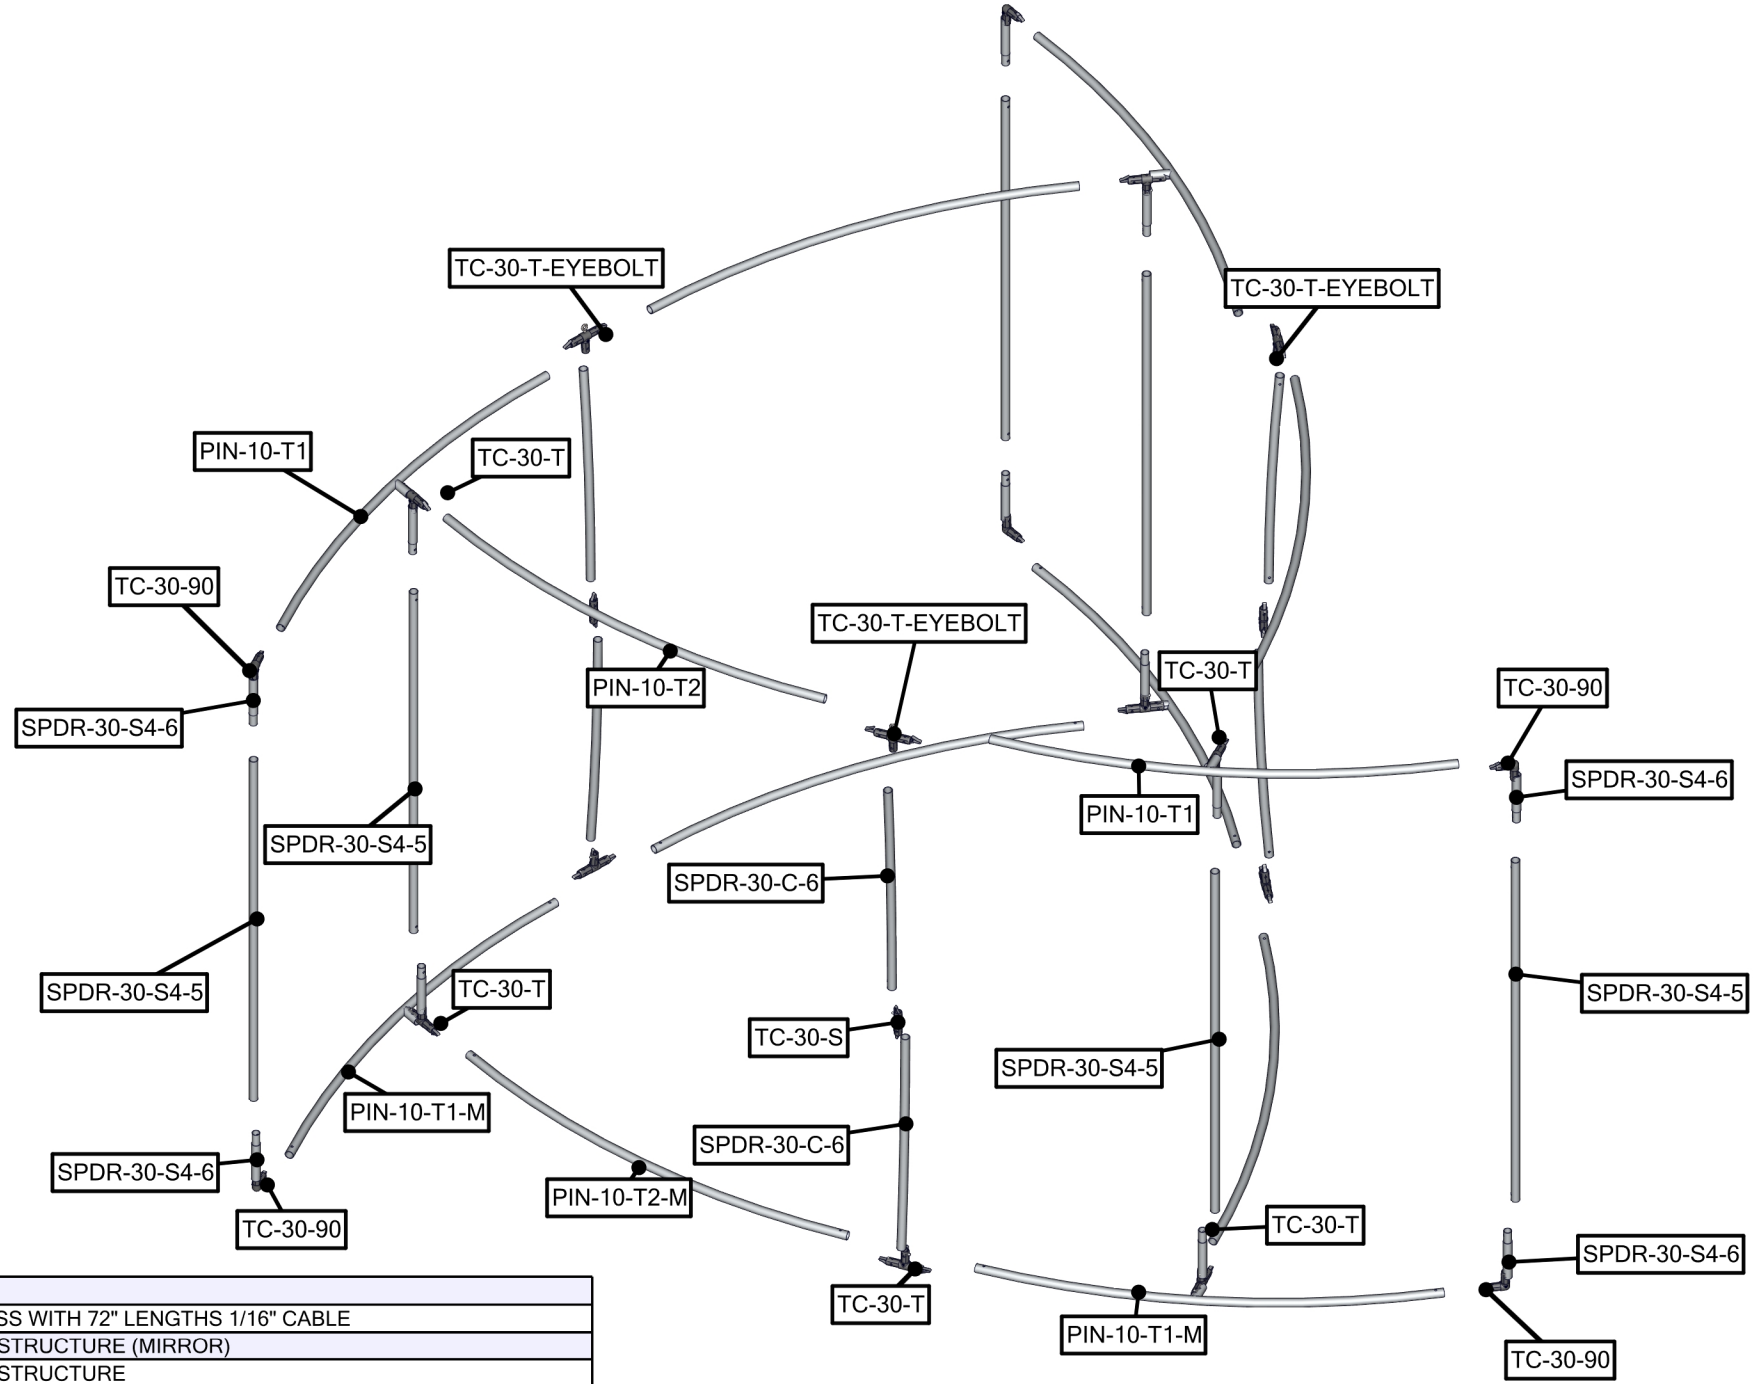 TC-30-T-EYEBOLT
TC-30-T-EYEBOLT
PIN-10-T1
TC-30-T
TC-30-90
TC-30-T-EYEBOLT
TC-30-T
PIN-10-T2
TC-30-90
SPDR-30-S4-6
SPDR-30-S4-6
PIN-10-T1
SPDR-30-S4-5
SPDR-30-C-6
TC-30-T
SPDR-30-S4-5
SPDR-30-S4-5
TC-30-S
SPDR-30-S4-5
PIN-10-T1-M
SPDR-30-C-6
SPDR-30-S4-6
PIN-10-T2-M
TC-30-90
TC-30-T
SPDR-30-S4-6
TC-30-T
PIN-10-T1-M
TC-30-90
SS WITH 72" LENGTHS 1/16" CABLE
STRUCTURE (MIRROR)
STRUCTURE